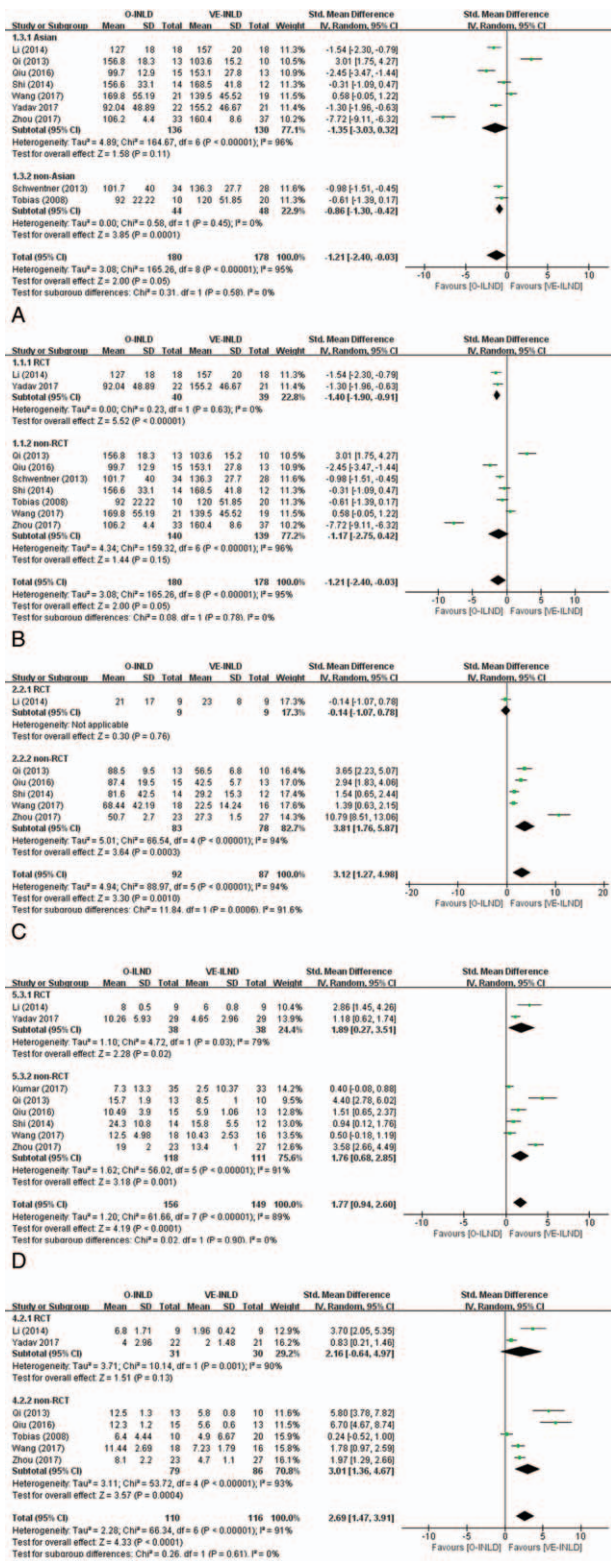 O-INLD VE-INLD Std. Mean Difference Std. Mean Difference
Study or Subgroup Mean SD Total Mean SD Total Weight IV, Random, 95% CI IV, Random, 95% CI
1.3.1 Asian
Li (2014) 127 18 18 157 20 18 11.3% -1.54 [-2.30, -0.79]
Qi (2013) 156.8 18.3 13 103.6 15.2 10 10.5% 3.01 [1.75, 4.27]
Qiu (2016) 99.7 12.9 15 153.1 27.8 13 10.9% -2.45 [-3.47, -1.44]
Shi (2014) 156.6 33.1 14 168.5 41.8 12 11.2% -0.31 [-1.09, 0.47]
Wang (2017) 169.8 55.19 21 139.5 45.52 19 11.4% 0.58 [-0.05, 1.22]
Yadav 2017 92.04 48.89 22 155.2 46.67 21 11.4% -1.30 [-1.96, -0.63]
Zhou (2017) 106.2 4.4 33 160.4 8.6 37 10.3% -7.72 [-9.11, -6.32]
Subtotal (95% CI) 136 130 77.1% -1.35 [-3.03, 0.32]
Heterogeneity: Tau² = 4.89; Chi² = 164.67, df = 6 (P < 0.00001); I² = 96%
Test for overall effect: Z = 1.58 (P = 0.11)
1.3.2 non-Asian
Schwentner (2013) 101.7 40 34 136.3 27.7 28 11.6% -0.98 [-1.51, -0.45]
Tobias (2008) 92 22.22 10 120 51.85 20 11.3% -0.61 [-1.39, 0.17]
Subtotal (95% CI) 44 48 22.9% -0.86 [-1.30, -0.42]
Heterogeneity: Tau² = 0.00; Chi² = 0.58, df = 1 (P = 0.45); I² = 0%
Test for overall effect: Z = 3.85 (P = 0.0001)
Total (95% CI) 180 178 100.0% -1.21 [-2.40, -0.03]
Heterogeneity: Tau² = 3.08; Chi² = 165.26, df = 8 (P < 0.00001); I² = 95%
Test for overall effect: Z = 2.00 (P = 0.05)
Test for subgroup differences: Chi² = 0.31, df = 1 (P = 0.58), I² = 0%
-10 -5 0 5 10
Favours [O-ILND] Favours [VE-ILND]
A
O-INLD VE-INLD Std. Mean Difference Std. Mean Difference
Study or Subgroup Mean SD Total Mean SD Total Weight IV, Random, 95% CI IV, Random, 95% CI
1.1.1 RCT
Li (2014) 127 18 18 157 20 18 11.3% -1.54 [-2.30, -0.79]
Yadav 2017 92.04 48.89 22 155.2 46.67 21 11.4% -1.30 [-1.96, -0.63]
Subtotal (95% CI) 40 39 22.8% -1.40 [-1.90, -0.91]
Heterogeneity: Tau² = 0.00; Chi² = 0.23, df = 1 (P = 0.63); I² = 0%
Test for overall effect: Z = 5.52 (P < 0.00001)
1.1.2 non-RCT
Qi (2013) 156.8 18.3 13 103.6 15.2 10 10.5% 3.01 [1.75, 4.27]
Qiu (2016) 99.7 12.9 15 153.1 27.8 13 10.9% -2.45 [-3.47, -1.44]
Schwentner (2013) 101.7 40 34 136.3 27.7 28 11.6% -0.98 [-1.51, -0.45]
Shi (2014) 156.6 33.1 14 168.5 41.8 12 11.2% -0.31 [-1.09, 0.47]
Tobias (2008) 92 22.22 10 120 51.85 20 11.3% -0.61 [-1.39, 0.17]
Wang (2017) 169.8 55.19 21 139.5 45.52 19 11.4% 0.58 [-0.05, 1.22]
Zhou (2017) 106.2 4.4 33 160.4 8.6 37 10.3% -7.72 [-9.11, -6.32]
Subtotal (95% CI) 140 139 77.2% -1.17 [-2.75, 0.42]
Heterogeneity: Tau² = 4.34; Chi² = 159.32, df = 6 (P < 0.00001); I² = 96%
Test for overall effect: Z = 1.44 (P = 0.15)
Total (95% CI) 180 178 100.0% -1.21 [-2.40, -0.03]
Heterogeneity: Tau² = 3.08; Chi² = 165.26, df = 8 (P < 0.00001); I² = 95%
Test for overall effect: Z = 2.00 (P = 0.05)
Test for subgroup differences: Chi² = 0.08, df = 1 (P = 0.78), I² = 0%
-10 -5 0 5 10
Favours [O-ILND] Favours [VE-ILND]
B
O-INLD VE-INLD Std. Mean Difference Std. Mean Difference
Study or Subgroup Mean SD Total Mean SD Total Weight IV, Random, 95% CI IV, Random, 95% CI
2.2.1 RCT
Li (2014) 21 17 9 23 8 9 17.3% -0.14 [-1.07, 0.78]
Subtotal (95% CI) 9 9 17.3% -0.14 [-1.07, 0.78]
Heterogeneity: Not applicable
Test for overall effect: Z = 0.30 (P = 0.76)
2.2.2 non-RCT
Qi (2013) 88.5 9.5 13 56.5 6.8 10 16.4% 3.65 [2.23, 5.07]
Qiu (2016) 87.4 19.5 15 42.5 5.7 13 17.1% 2.94 [1.83, 4.06]
Shi (2014) 81.6 42.5 14 29.2 15.3 12 17.4% 1.54 [0.65, 2.44]
Wang (2017) 68.44 42.19 18 22.5 14.24 16 17.5% 1.39 [0.63, 2.15]
Zhou (2017) 50.7 2.7 23 27.3 1.5 27 14.3% 10.79 [8.51, 13.06]
Subtotal (95% CI) 83 78 82.7% 3.81 [1.76, 5.87]
Heterogeneity: Tau² = 5.01; Chi² = 66.54, df = 4 (P < 0.00001); I² = 94%
Test for overall effect: Z = 3.64 (P = 0.0003)
Total (95% CI) 92 87 100.0% 3.12 [1.27, 4.98]
Heterogeneity: Tau² = 4.94; Chi² = 88.97, df = 5 (P < 0.00001); I² = 94%
Test for overall effect: Z = 3.30 (P = 0.0010)
Test for subgroup differences: Chi² = 11.84, df = 1 (P = 0.0006), I² = 91.6%
-20 -10 0 10 20
Favours [O-ILND] Favours [VE-ILND]
C
O-ILND VE-ILND Std. Mean Difference Std. Mean Difference
Study or Subgroup Mean SD Total Mean SD Total Weight IV, Random, 95% CI IV, Random, 95% CI
5.3.1 RCT
Li (2014) 8 0.5 9 6 0.8 9 10.4% 2.86 [1.45, 4.26]
Yadav 2017 10.26 5.93 29 4.65 2.96 29 13.9% 1.18 [0.62, 1.74]
Subtotal (95% CI) 38 38 24.4% 1.89 [0.27, 3.51]
Heterogeneity: Tau² = 1.10; Chi² = 4.72, df = 1 (P = 0.03); I² = 79%
Test for overall effect: Z = 2.28 (P = 0.02)
5.3.2 non-RCT
Kumar (2017) 7.3 13.3 35 2.5 10.37 33 14.2% 0.40 [-0.08, 0.88]
Qi (2013) 15.7 1.9 13 8.5 1 10 9.5% 4.40 [2.78, 6.02]
Qiu (2016) 10.49 3.9 15 5.9 1.06 13 13.0% 1.51 [0.65, 2.37]
Shi (2014) 24.3 10.8 14 15.8 5.5 12 13.2% 0.94 [0.12, 1.76]
Wang (2017) 12.5 4.98 18 10.43 2.53 16 13.6% 0.50 [-0.18, 1.19]
Zhou (2017) 19 2 23 13.4 1 27 12.6% 3.58 [2.66, 4.49]
Subtotal (95% CI) 118 111 75.6% 1.76 [0.68, 2.85]
Heterogeneity: Tau² = 1.62; Chi² = 56.02, df = 5 (P < 0.00001); I² = 91%
Test for overall effect: Z = 3.18 (P = 0.001)
Total (95% CI) 156 149 100.0% 1.77 [0.94, 2.60]
Heterogeneity: Tau² = 1.20; Chi² = 61.66, df = 7 (P < 0.00001); I² = 89%
Test for overall effect: Z = 4.19 (P < 0.0001)
Test for subgroup differences: Chi² = 0.02, df = 1 (P = 0.90), I² = 0%
-10 -5 0 5 10
Favours [O-ILND] Favours [VE-ILND]
D
O-INLD VE-INLD Std. Mean Difference Std. Mean Difference
Study or Subgroup Mean SD Total Mean SD Total Weight IV, Random, 95% CI IV, Random, 95% CI
4.2.1 RCT
Li (2014) 6.8 1.71 9 1.96 0.42 9 12.9% 3.70 [2.05, 5.35]
Yadav 2017 4 2.96 22 2 1.48 21 16.3% 0.83 [0.21, 1.46]
Subtotal (95% CI) 31 30 29.2% 2.16 [-0.64, 4.97]
Heterogeneity: Tau² = 3.71; Chi² = 10.14, df = 1 (P = 0.001); I² = 90%
Test for overall effect: Z = 1.51 (P = 0.13)
4.2.2 non-RCT
Qi (2013) 12.5 1.3 13 5.8 0.8 10 11.6% 5.80 [3.78, 7.82]
Qiu (2016) 12.3 1.2 15 5.6 0.6 13 11.5% 6.70 [4.67, 8.74]
Tobias (2008) 6.4 4.44 10 4.9 6.67 20 16.0% 0.24 [-0.52, 1.00]
Wang (2017) 11.44 2.69 18 7.23 1.79 16 15.8% 1.78 [0.97, 2.59]
Zhou (2017) 8.1 2.2 23 4.7 1.1 27 16.1% 1.97 [1.29, 2.66]
Subtotal (95% CI) 79 86 70.8% 3.01 [1.36, 4.67]
Heterogeneity: Tau² = 3.11; Chi² = 53.72, df = 4 (P < 0.00001); I² = 93%
Test for overall effect: Z = 3.57 (P = 0.0004)
Total (95% CI) 110 116 100.0% 2.69 [1.47, 3.91]
Heterogeneity: Tau² = 2.28; Chi² = 66.34, df = 6 (P < 0.00001); I² = 91%
Test for overall effect: Z = 4.33 (P < 0.0001)
Test for subgroup differences: Chi² = 0.26, df = 1 (P = 0.61), I² = 0%
-10 -5 0 5 10
Favours [O-ILND] Favours [VE-ILND]